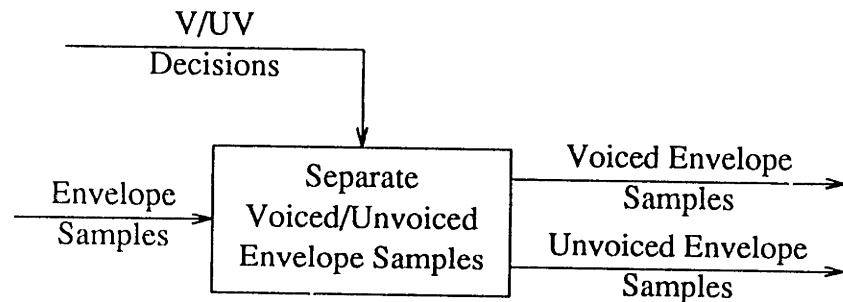 V/UV
Decisions
Envelope
Samples
Separate
Voiced/Unvoiced
Envelope Samples
Voiced Envelope
Samples
Unvoiced Envelope
Samples